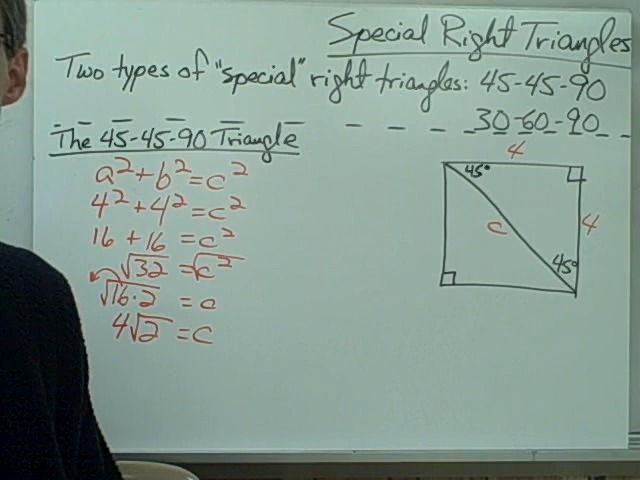 Special Right Triangles
Two types of "special" right triangles: 45-45-90
30-60-90
The 45-45-90 Triangle
a²+b²=c²
4²+4²=c²
16+16=c²
√32=√c²
√16·2=c
4√2=c
4
45°
4
c
45°